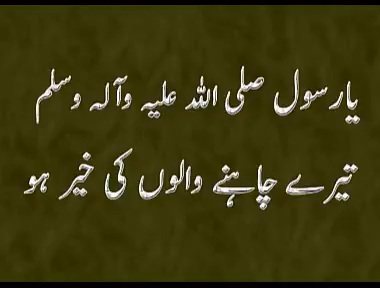 یارسول صلی اللہ علیہ وآلہ وسلم
تیرے چاہنے والوں کی خیر ہو